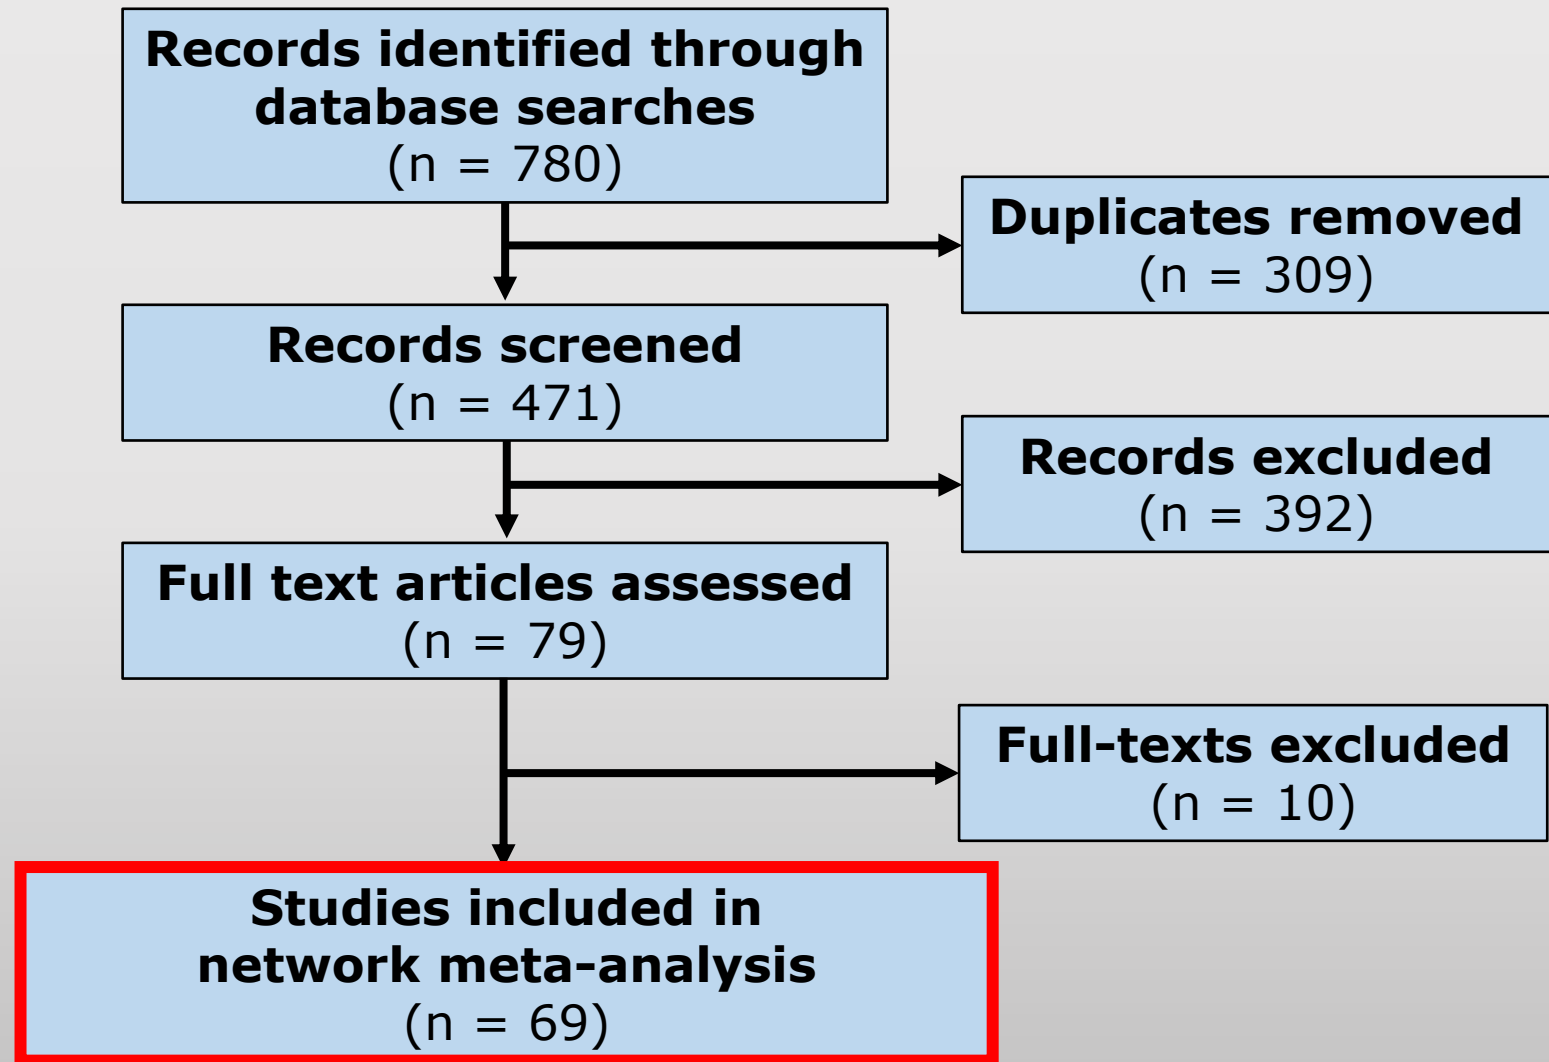 Records identified through
database searches
(n = 780)
Duplicates removed
(n = 309)
Records screened
(n = 471)
Records excluded
(n = 392)
Full text articles assessed
(n = 79)
Full-texts excluded
(n = 10)
Studies included in
network meta-analysis
(n = 69)